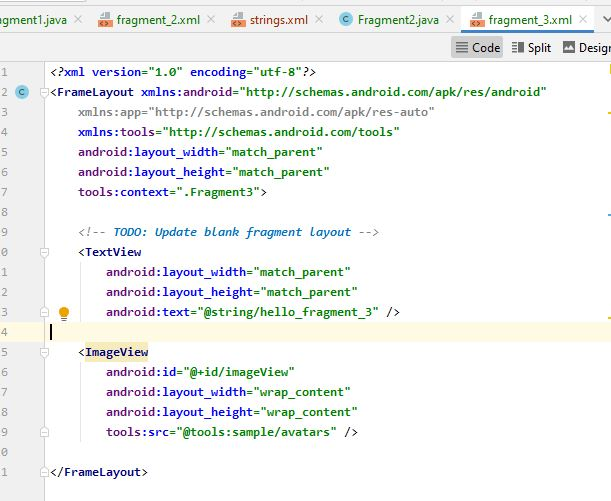 agment1.java fragment_2.xml strings.xml Fragment2.java fragment_3.xml
Code Split Design
1 <?xml version="1.0" encoding="utf-8"?>
2 <FrameLayout xmlns:android="http://schemas.android.com/apk/res/android"
3 xmlns:app="http://schemas.android.com/apk/res-auto"
4 xmlns:tools="http://schemas.android.com/tools"
5 android:layout_width="match_parent"
6 android:layout_height="match_parent"
7 tools:context=".Fragment3">
8
9 <!-- TODO: Update blank fragment layout -->
0 <TextView
1 android:layout_width="match_parent"
2 android:layout_height="match_parent"
3 android:text="@string/hello_fragment_3" />
4
5 <ImageView
6 android:id="@+id/imageView"
7 android:layout_width="wrap_content"
8 android:layout_height="wrap_content"
9 tools:src="@tools:sample/avatars" />
0
1 </FrameLayout>